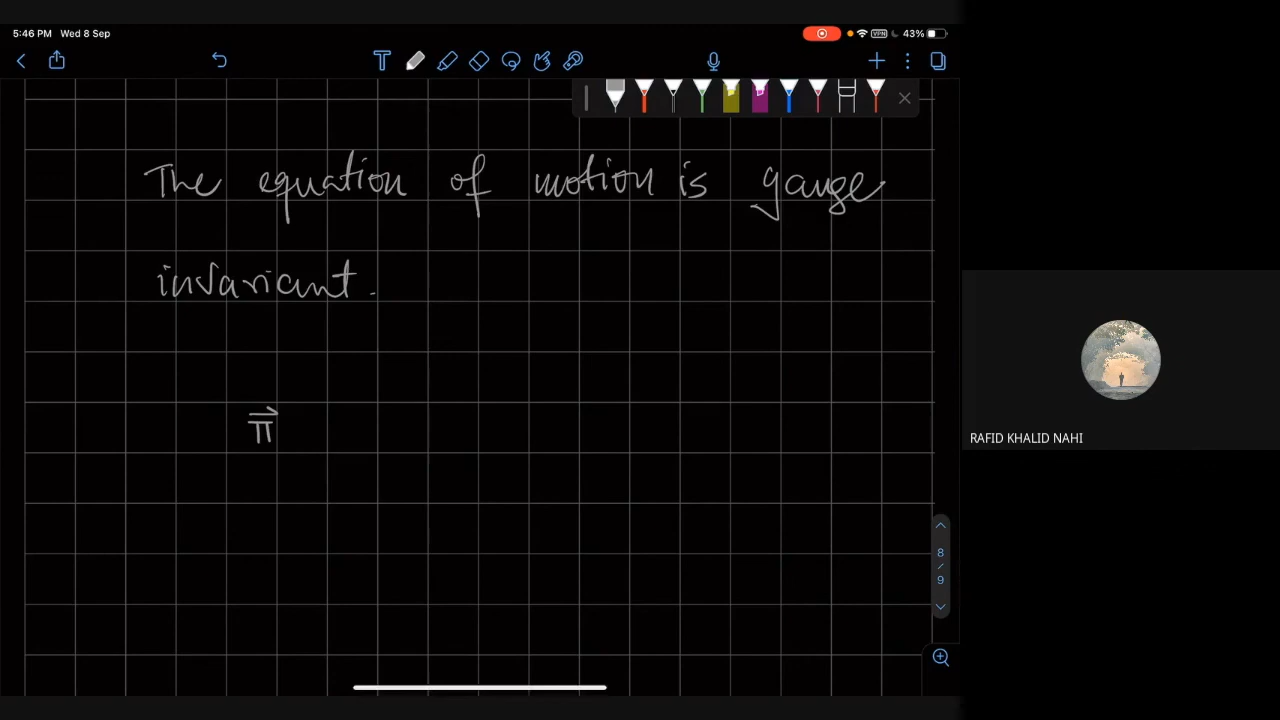 5:46 PM Wed 8 Sep
VPN 43%
The equation of motion is gauge
invariant.
π⃗
RAFID KHALID NAHI
8
/
9